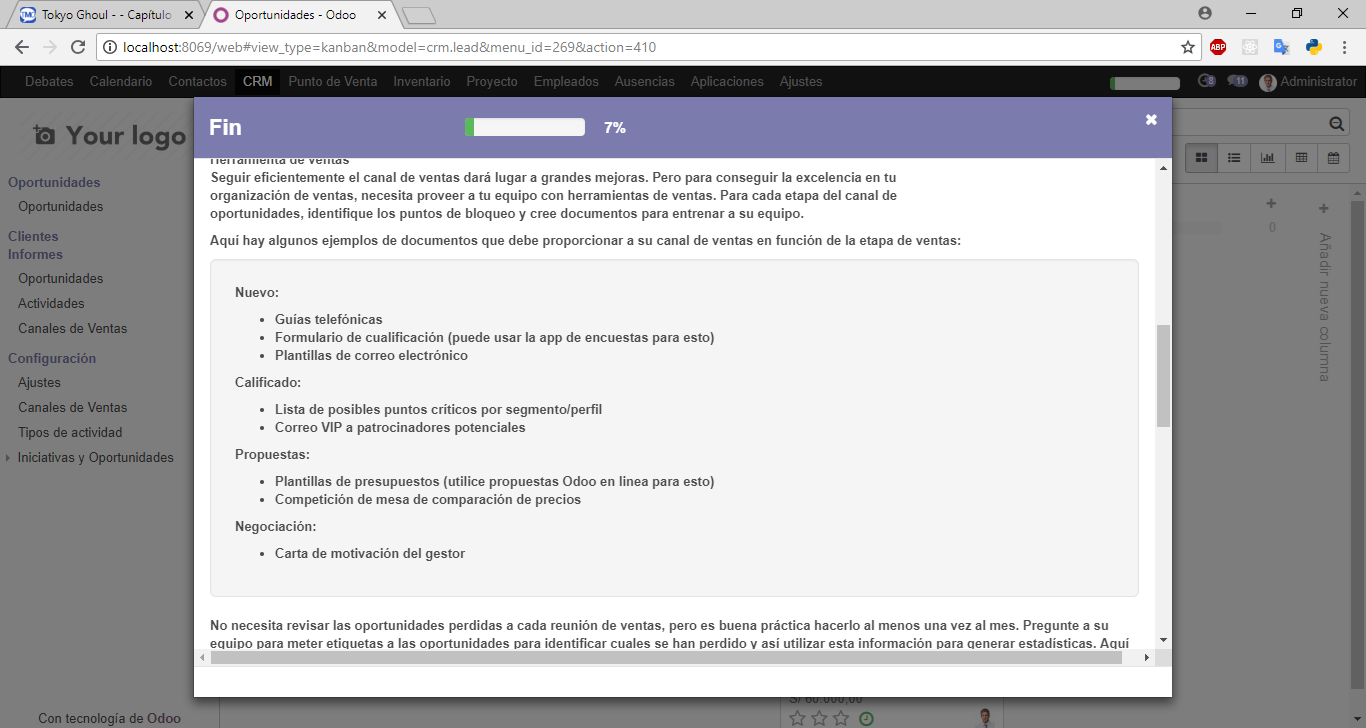 Tokyo Ghoul - - Capítulo
Oportunidades - Odoo
localhost:8069/web#view_type=kanban&model=crm.lead&menu_id=269&action=410
ABP
Debates Calendario Contactos CRM Punto de Venta Inventario Proyecto Empleados Ausencias Aplicaciones Ajustes
8 11 Administrator
Your logo
Oportunidades
Oportunidades
Clientes
Informes
Oportunidades
Actividades
Canales de Ventas
Configuración
Ajustes
Canales de Ventas
Tipos de actividad
Iniciativas y Oportunidades
Con tecnología de Odoo
Fin 7%
Herramienta de ventas
Seguir eficientemente el canal de ventas dará lugar a grandes mejoras. Pero para conseguir la excelencia en tu
organización de ventas, necesita proveer a tu equipo con herramientas de ventas. Para cada etapa del canal de
oportunidades, identifique los puntos de bloqueo y cree documentos para entrenar a su equipo.
Aquí hay algunos ejemplos de documentos que debe proporcionar a su canal de ventas en función de la etapa de ventas:
Nuevo:
• Guías telefónicas
• Formulario de cualificación (puede usar la app de encuestas para esto)
• Plantillas de correo electrónico
Calificado:
• Lista de posibles puntos críticos por segmento/perfil
• Correo VIP a patrocinadores potenciales
Propuestas:
• Plantillas de presupuestos (utilice propuestas Odoo en linea para esto)
• Competición de mesa de comparación de precios
Negociación:
• Carta de motivación del gestor
No necesita revisar las oportunidades perdidas a cada reunión de ventas, pero es buena práctica hacerlo al menos una vez al mes. Pregunte a su
equipo para meter etiquetas a las oportunidades para identificar cuales se han perdido y así utilizar esta información para generar estadísticas. Aquí
0
Añadir nueva columna
S/ 60.000,00